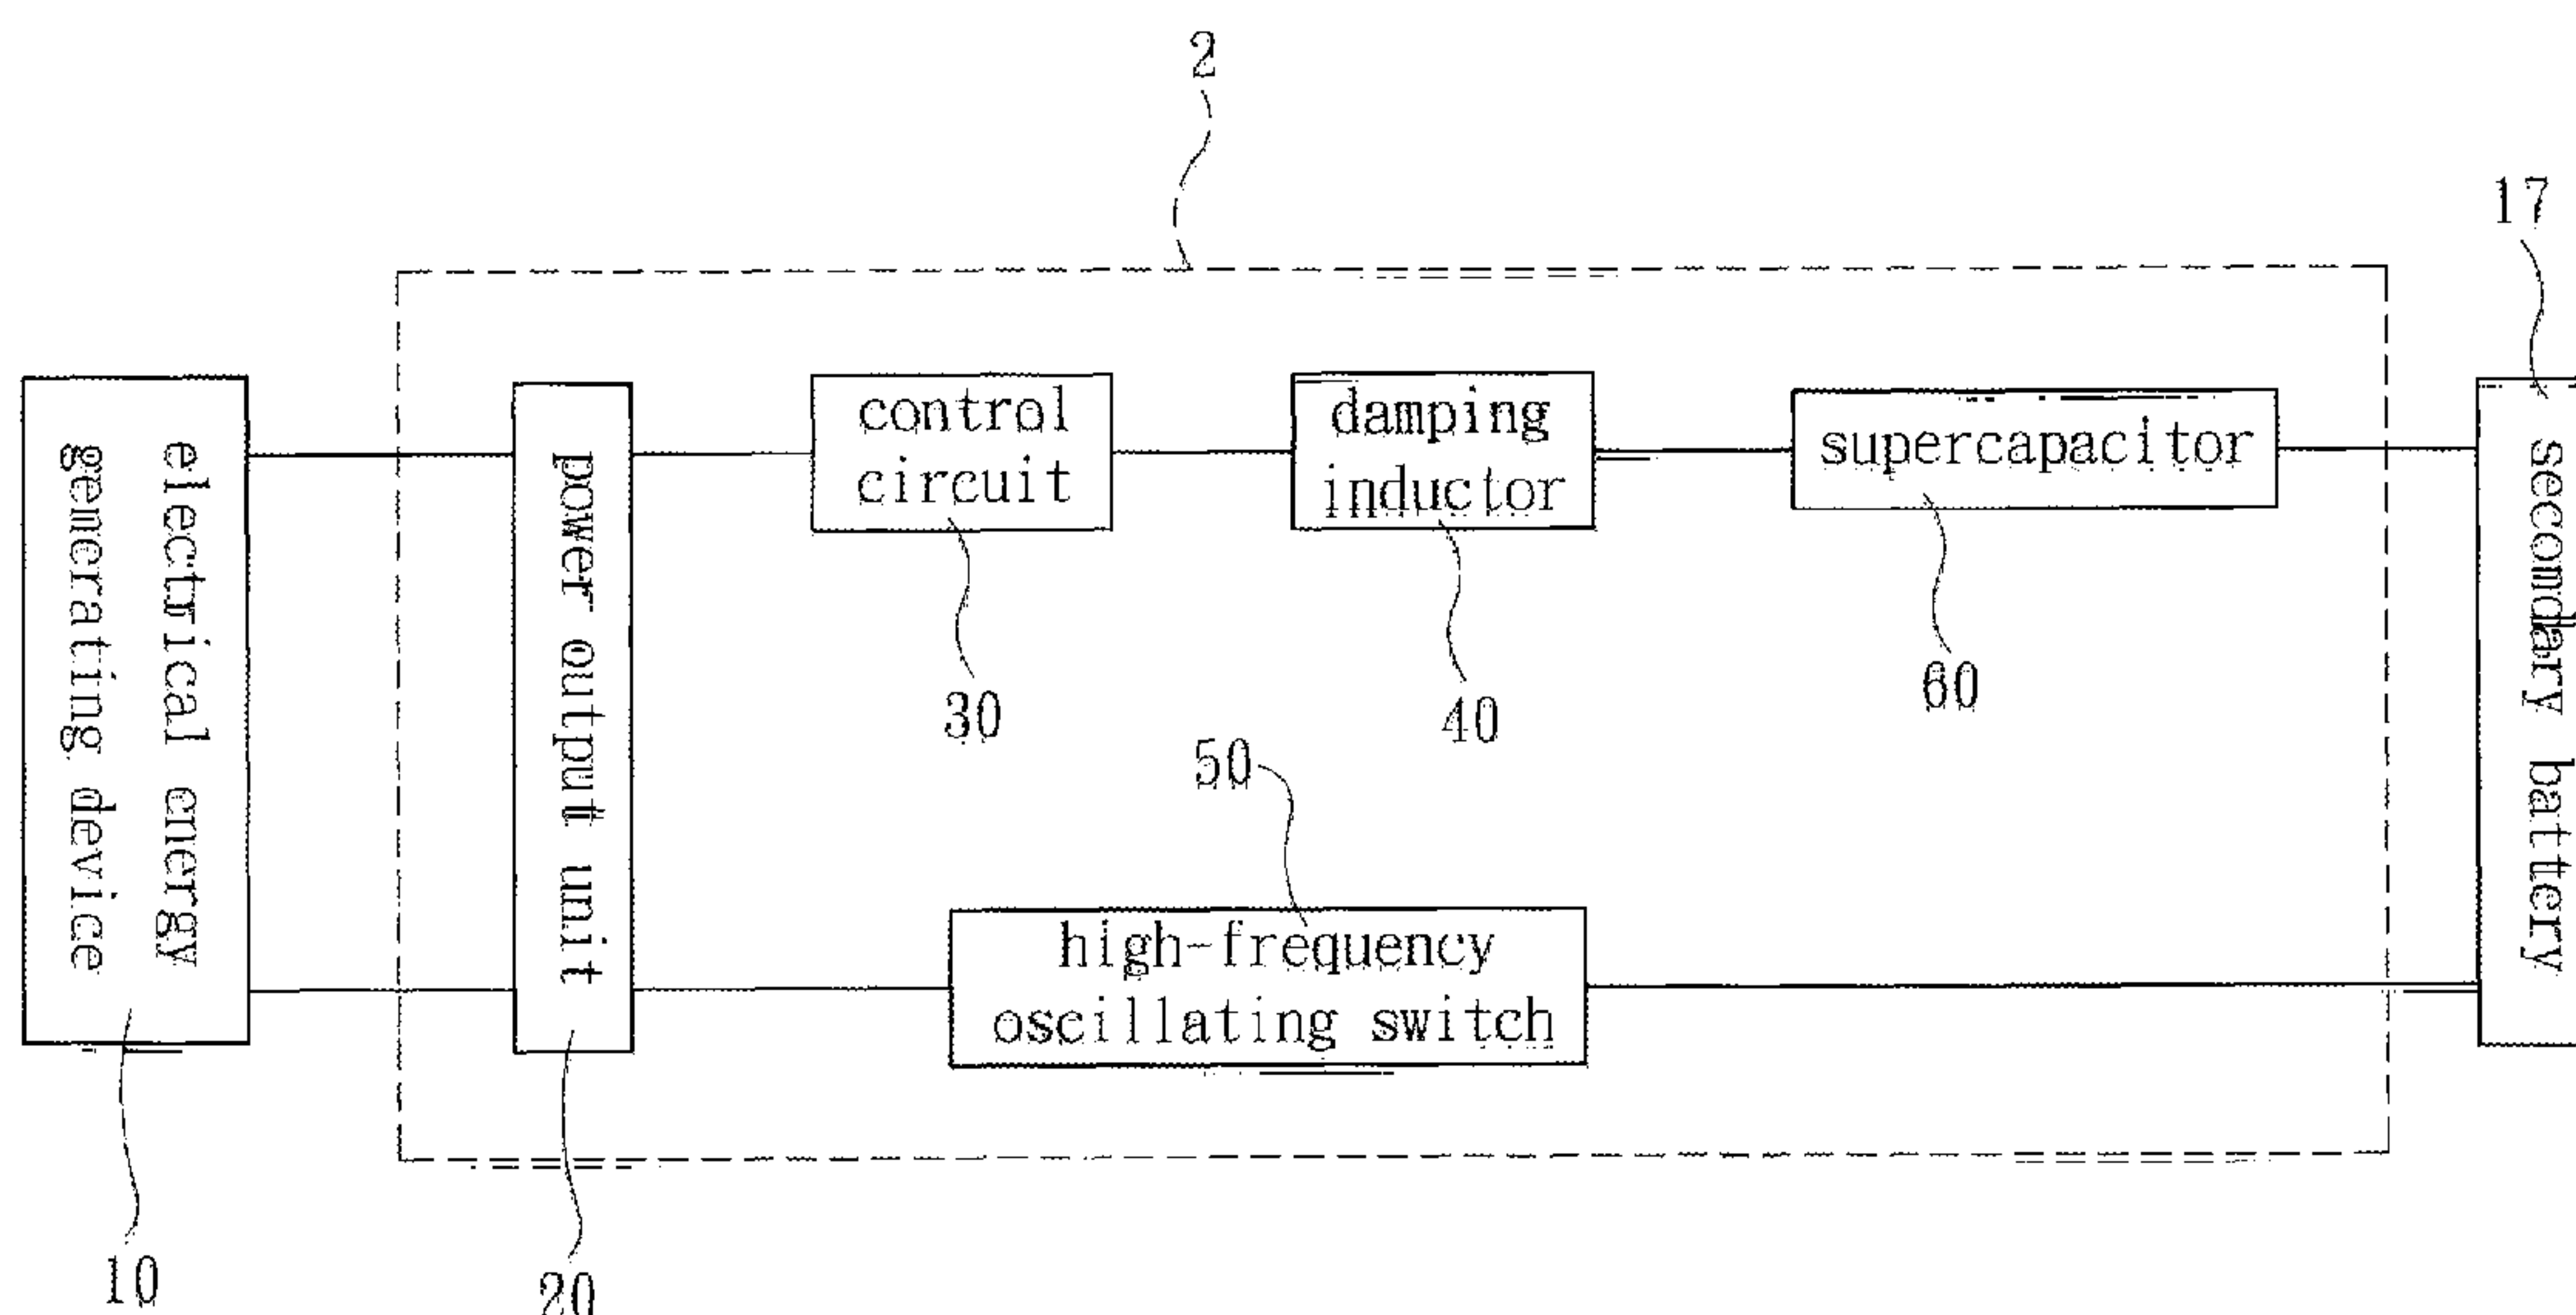 2
17
electrical energy
generating device
power output unit
control
circuit
damping
inductor
supercapacitor
secondary battery
30
40
60
50
high-frequency
oscillating switch
10
20